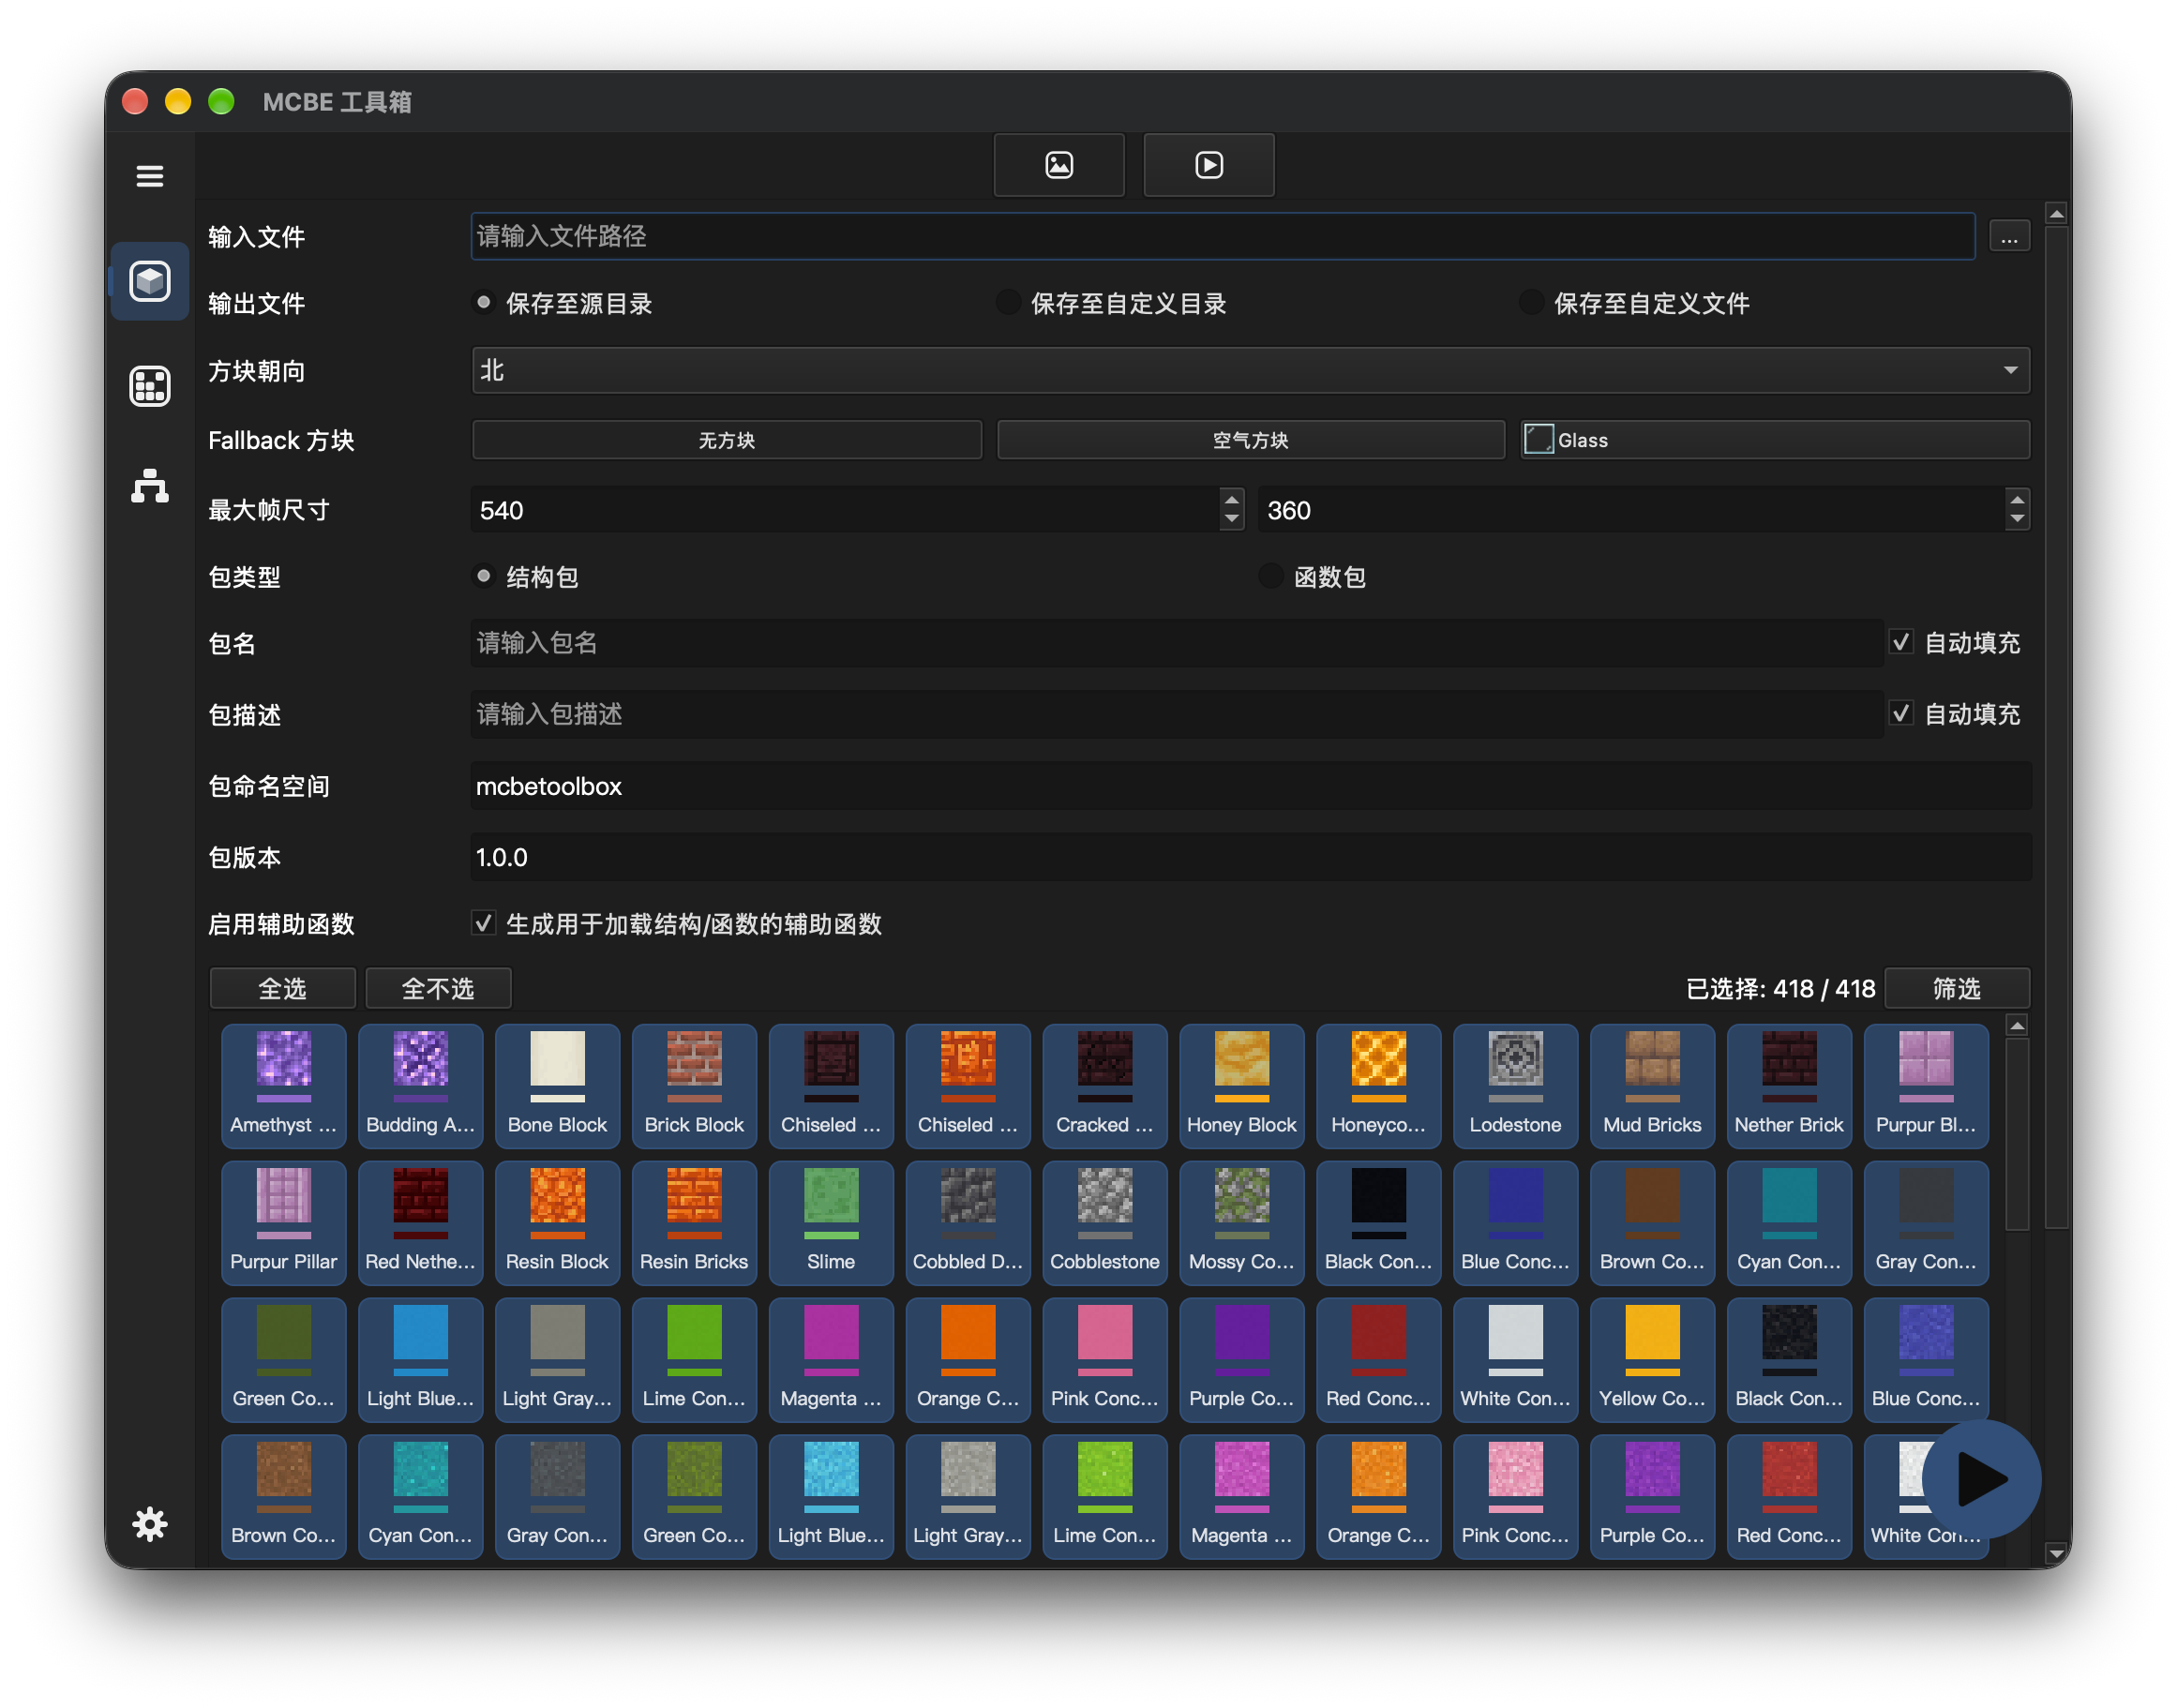 MCBE 工具箱
输入文件 请输入文件路径 ...
输出文件 保存至源目录 保存至自定义目录 保存至自定义文件
方块朝向 北
Fallback 方块 无方块 空气方块 Glass
最大帧尺寸 540 360
包类型 结构包 函数包
包名 请输入包名 自动填充
包描述 请输入包描述 自动填充
包命名空间 mcbetoolbox
包版本 1.0.0
启用辅助函数 生成用于加载结构/函数的辅助函数
全选 全不选 已选择: 418 / 418 筛选
Amethyst ... Budding A... Bone Block Brick Block Chiseled ... Chiseled ... Cracked ... Honey Block Honeyco... Lodestone Mud Bricks Nether Brick Purpur Bl...
Purpur Pillar Red Nethe... Resin Block Resin Bricks Slime Cobbled D... Cobblestone Mossy Co... Black Con... Blue Conc... Brown Co... Cyan Con... Gray Con...
Green Co... Light Blue... Light Gray... Lime Con... Magenta ... Orange C... Pink Conc... Purple Co... Red Conc... White Con... Yellow Co... Black Con... Blue Conc...
Brown Co... Cyan Con... Gray Con... Green Co... Light Blue... Light Gray... Lime Con... Magenta ... Orange C... Pink Conc... Purple Co... Red Conc... White Con...